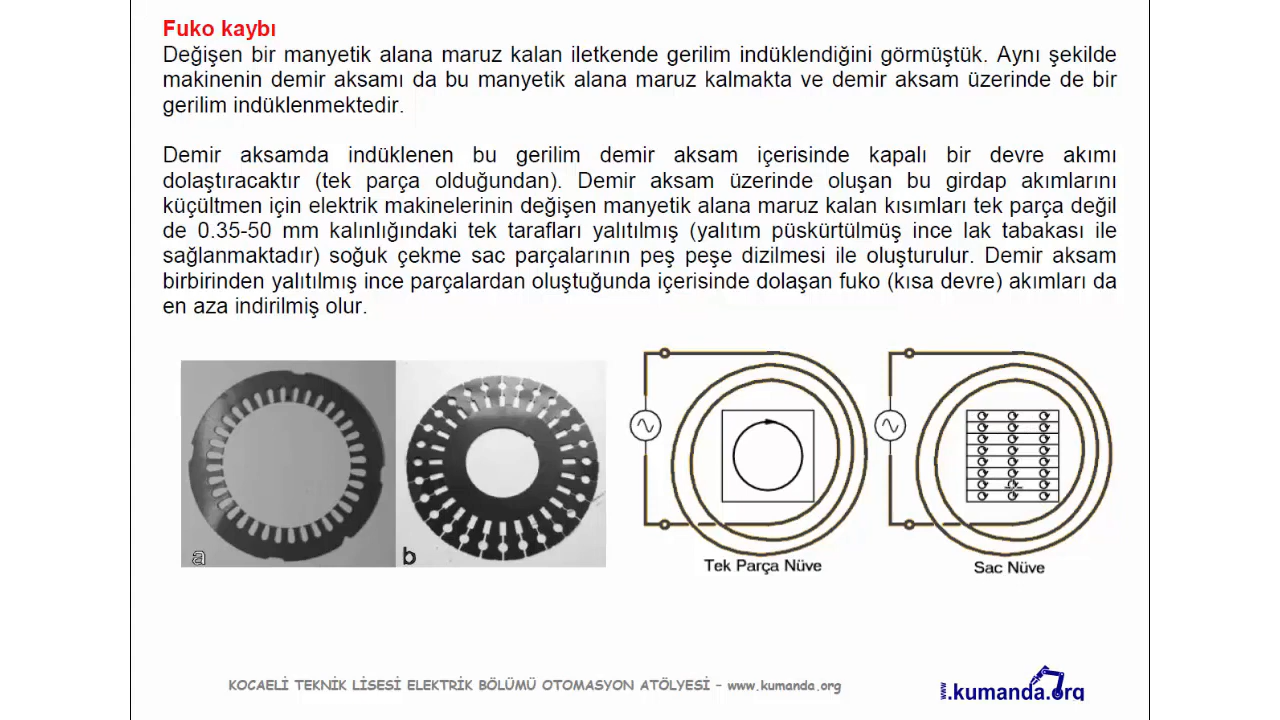 Fuko kaybı
Değişen bir manyetik alana maruz kalan iletkende gerilim indüklendiğini görmüştük. Aynı şekilde
makinenin demir aksamı da bu manyetik alana maruz kalmakta ve demir aksam üzerinde de bir
gerilim indüklenmektedir.
Demir aksamda indüklenen bu gerilim demir aksam içerisinde kapalı bir devre akımı
dolaştıracaktır (tek parça olduğundan). Demir aksam üzerinde oluşan bu girdap akımlarını
küçültmen için elektrik makinelerinin değişen manyetik alana maruz kalan kısımları tek parça değil
de 0.35-50 mm kalınlığındaki tek tarafları yalıtılmış (yalıtım püskürtülmüş ince lak tabakası ile
sağlanmaktadır) soğuk çekme sac parçalarının peş peşe dizilmesi ile oluşturulur. Demir aksam
birbirinden yalıtılmış ince parçalardan oluştuğunda içerisinde dolaşan fuko (kısa devre) akımları da
en aza indirilmiş olur.
a
b
Tek Parça Nüve
Sac Nüve
KOCAELİ TEKNİK LİSESİ ELEKTRİK BÖLÜMÜ OTOMASYON ATÖLYESİ – www.kumanda.org
www.kumanda.org